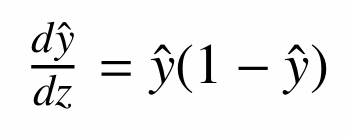 dŷ/dz = ŷ(1 − ŷ)